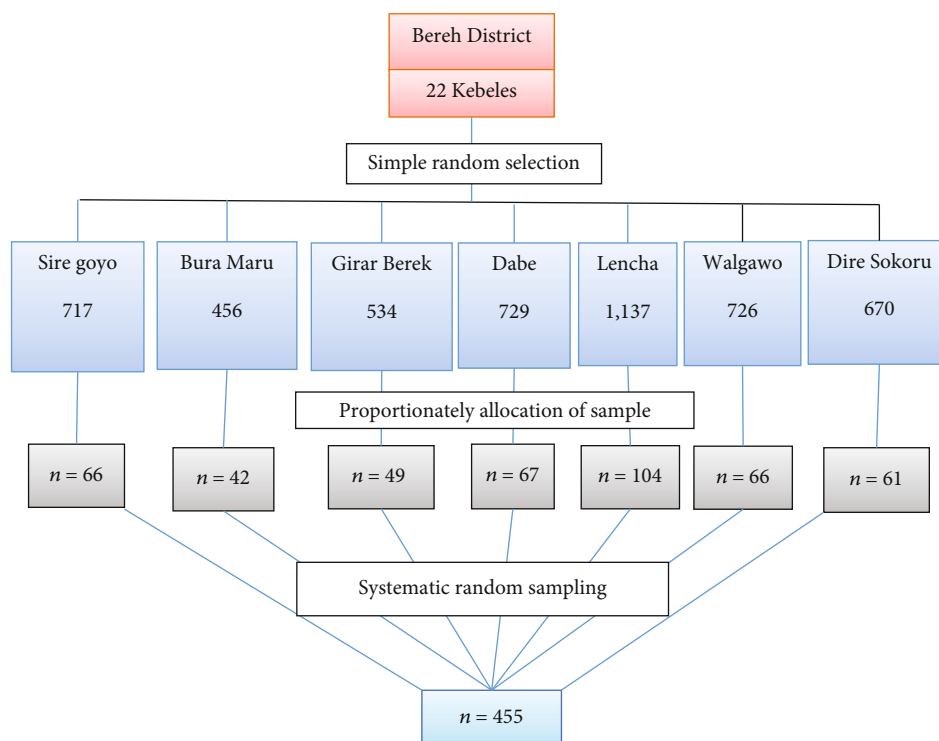 Bereh District
22 Kebeles
Simple random selection
Sire goyo
717
Bura Maru
456
Girar Berek
534
Dabe
729
Lencha
1,137
Walgawo
726
Dire Sokoru
670
Proportionately allocation of sample
n = 66
n = 42
n = 49
n = 67
n = 104
n = 66
n = 61
Systematic random sampling
n = 455